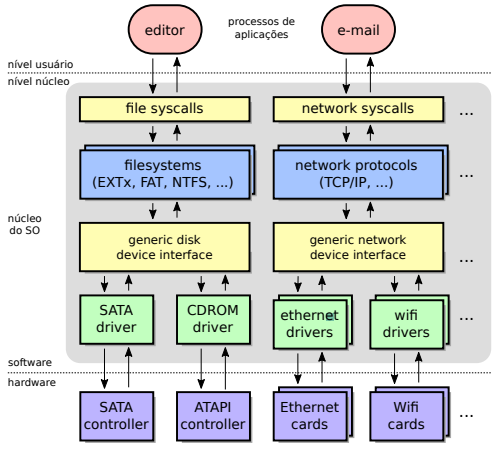 editor
processos de
aplicações
e-mail
nível usuário
nível núcleo
file syscalls
network syscalls
...
filesystems
(EXTx, FAT, NTFS, ...)
network protocols
(TCP/IP, ...)
...
núcleo
do SO
generic disk
device interface
generic network
device interface
...
SATA
driver
CDROM
driver
ethernet
drivers
wifi
drivers
...
software
hardware
SATA
controller
ATAPI
controller
Ethernet
cards
Wifi
cards
...